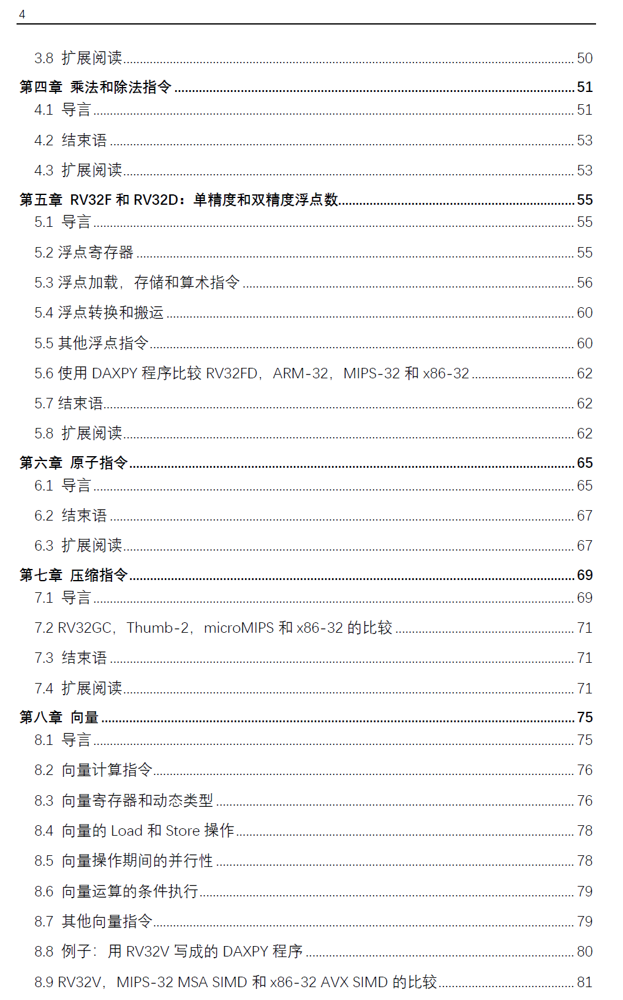 4
3.8 扩展阅读 50
第四章 乘法和除法指令 51
4.1 导言 51
4.2 结束语 53
4.3 扩展阅读 53
第五章 RV32F 和 RV32D：单精度和双精度浮点数 55
5.1 导言 55
5.2 浮点寄存器 55
5.3 浮点加载，存储和算术指令 56
5.4 浮点转换和搬运 60
5.5 其他浮点指令 60
5.6 使用 DAXPY 程序比较 RV32FD，ARM-32，MIPS-32 和 x86-32 62
5.7 结束语 62
5.8 扩展阅读 62
第六章 原子指令 65
6.1 导言 65
6.2 结束语 67
6.3 扩展阅读 67
第七章 压缩指令 69
7.1 导言 69
7.2 RV32GC，Thumb-2，microMIPS 和 x86-32 的比较 71
7.3 结束语 71
7.4 扩展阅读 71
第八章 向量 75
8.1 导言 75
8.2 向量计算指令 76
8.3 向量寄存器和动态类型 76
8.4 向量的 Load 和 Store 操作 78
8.5 向量操作期间的并行性 78
8.6 向量运算的条件执行 79
8.7 其他向量指令 79
8.8 例子：用 RV32V 写成的 DAXPY 程序 80
8.9 RV32V，MIPS-32 MSA SIMD 和 x86-32 AVX SIMD 的比较 81